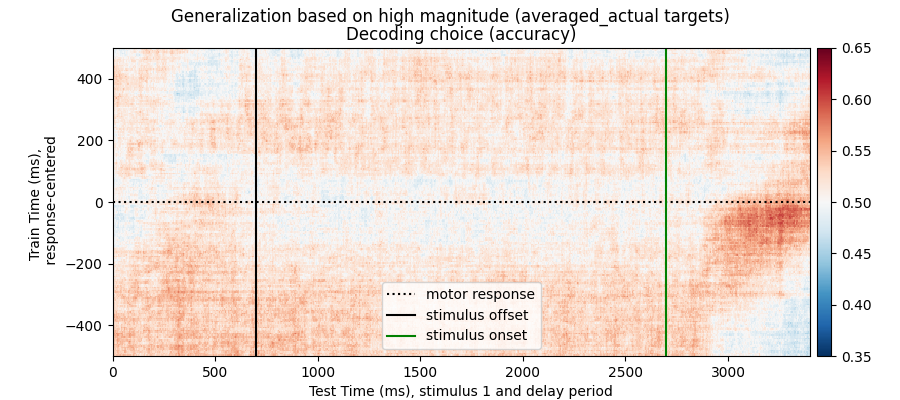 Generalization based on high magnitude (averaged_actual targets)
Decoding choice (accuracy)
Train Time (ms),
response-centered
400
200
0
−200
−400
motor response
stimulus offset
stimulus onset
0
500
1000
1500
2000
2500
3000
Test Time (ms), stimulus 1 and delay period
0.65
0.60
0.55
0.50
0.45
0.40
0.35